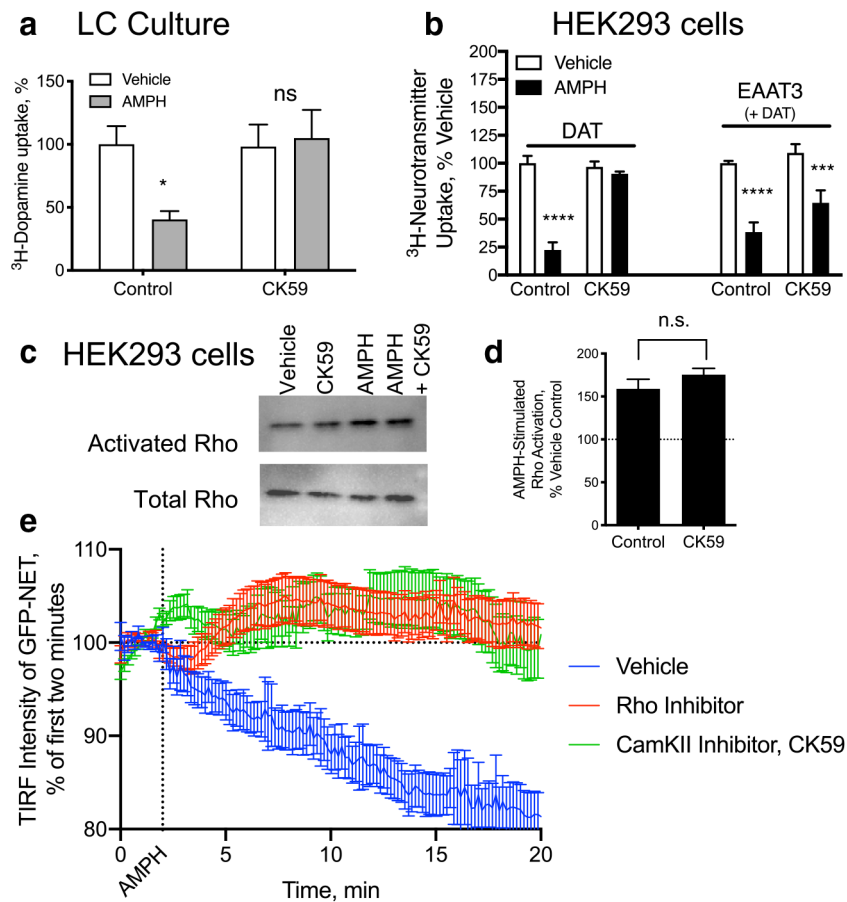 a LC Culture
³H-Dopamine uptake, %
150
100
50
0
Vehicle
AMPH
*
ns
Control
CK59
b HEK293 cells
³H-Neurotransmitter
Uptake, % Vehicle
200
175
150
125
100
75
50
25
0
Vehicle
AMPH
DAT
EAAT3
(+ DAT)
****
****
***
Control
CK59
Control
CK59
c HEK293 cells
Vehicle
CK59
AMPH
AMPH
+ CK59
Activated Rho
Total Rho
d
n.s.
AMPH-Stimulated
Rho Activation,
% Vehicle Control
200
150
100
50
0
Control
CK59
e
TIRF Intensity of GFP-NET,
% of first two minutes
110
100
90
80
0
5
10
15
20
AMPH
Time, min
Vehicle
Rho Inhibitor
CamKII Inhibitor, CK59